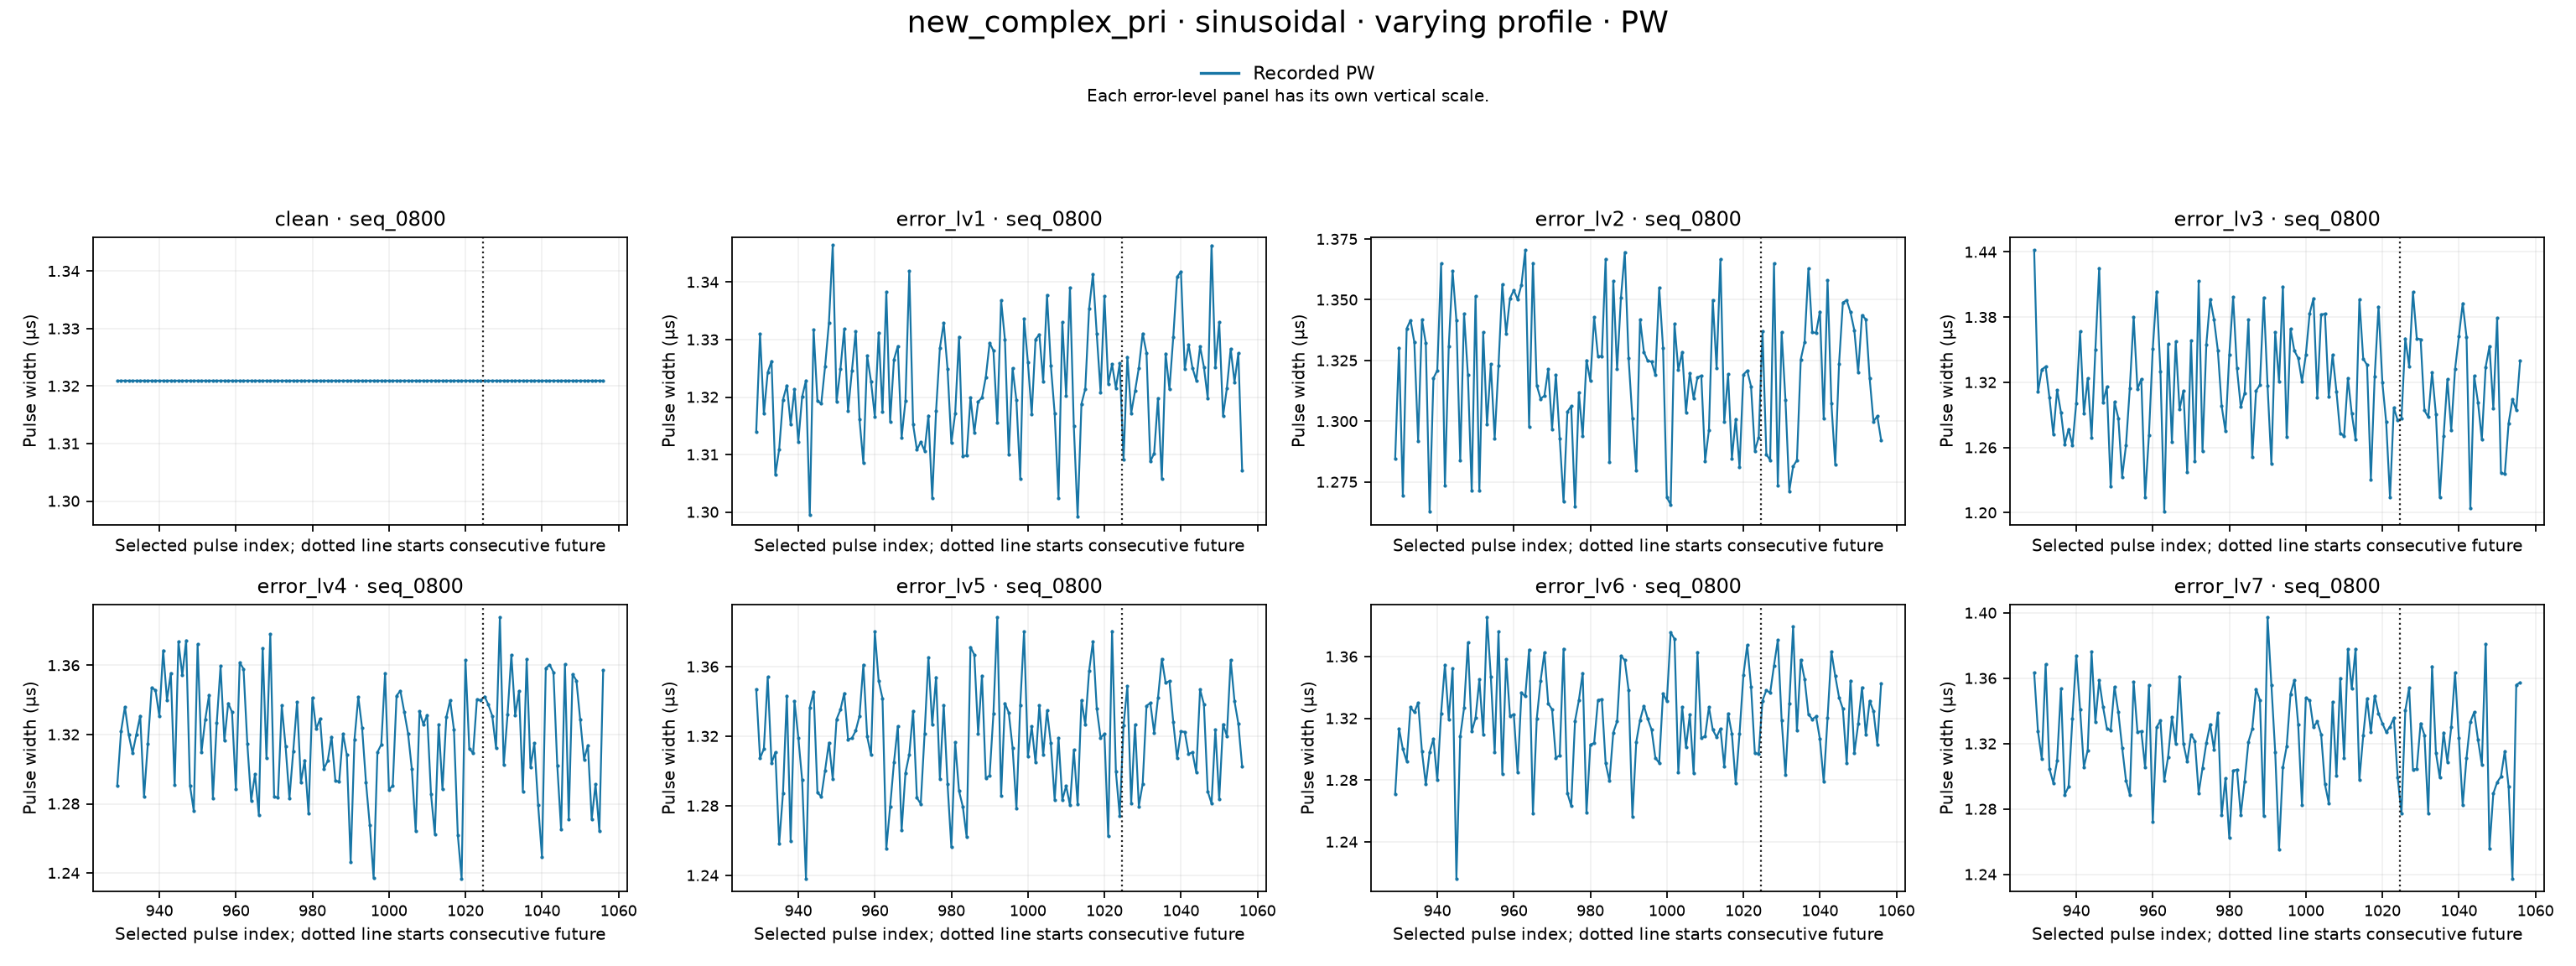 new_complex_pri · sinusoidal · varying profile · PW
Recorded PW
Each error-level panel has its own vertical scale.
clean · seq_0800
1.34
1.33
1.32
1.31
1.30
Pulse width (µs)
Selected pulse index; dotted line starts consecutive future
error_lv1 · seq_0800
1.34
1.33
1.32
1.31
1.30
Pulse width (µs)
Selected pulse index; dotted line starts consecutive future
error_lv2 · seq_0800
1.375
1.350
1.325
1.300
1.275
Pulse width (µs)
Selected pulse index; dotted line starts consecutive future
error_lv3 · seq_0800
1.44
1.38
1.32
1.26
1.20
Pulse width (µs)
Selected pulse index; dotted line starts consecutive future
error_lv4 · seq_0800
1.36
1.32
1.28
1.24
Pulse width (µs)
940 960 980 1000 1020 1040 1060
Selected pulse index; dotted line starts consecutive future
error_lv5 · seq_0800
1.36
1.32
1.28
1.24
Pulse width (µs)
940 960 980 1000 1020 1040 1060
Selected pulse index; dotted line starts consecutive future
error_lv6 · seq_0800
1.36
1.32
1.28
1.24
Pulse width (µs)
940 960 980 1000 1020 1040 1060
Selected pulse index; dotted line starts consecutive future
error_lv7 · seq_0800
1.40
1.36
1.32
1.28
1.24
Pulse width (µs)
940 960 980 1000 1020 1040 1060
Selected pulse index; dotted line starts consecutive future